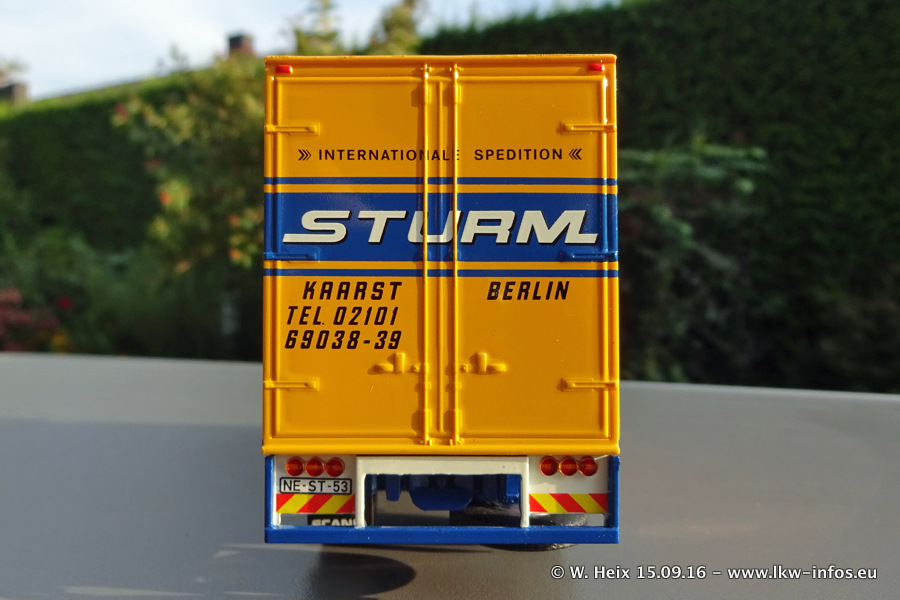 »» INTERNATIONALE SPEDITION ««
STURM
KAARST BERLIN
TEL. 02101
69038-39
NE-ST-53
SCANIA
© W. Heix 15.09.16 - www.lkw-infos.eu